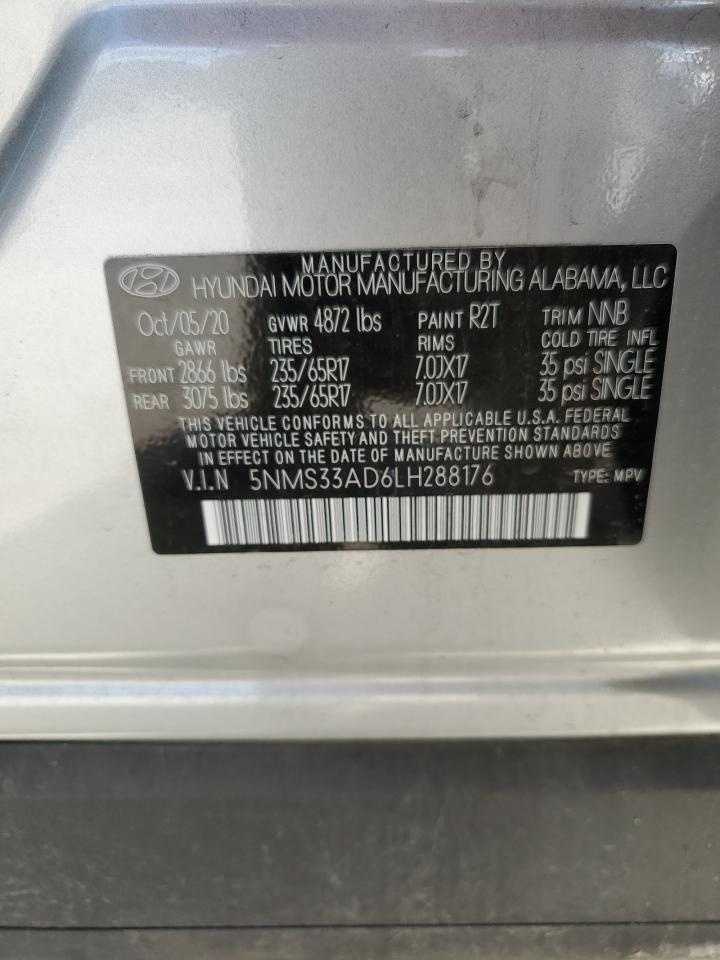 MANUFACTURED BY
HYUNDAI MOTOR MANUFACTURING ALABAMA, LLC
Oct/05/20 GVWR 4872 lbs PAINT R2T TRIM NNB
GAWR TIRES RIMS COLD TIRE INFL
FRONT 2866 lbs 235/65R17 7.0JX17 35 psi SINGLE
REAR 3075 lbs 235/65R17 7.0JX17 35 psi SINGLE
THIS VEHICLE CONFORMS TO ALL APPLICABLE U.S.A. FEDERAL
MOTOR VEHICLE SAFETY AND THEFT PREVENTION STANDARDS
IN EFFECT ON THE DATE OF MANUFACTURE SHOWN ABOVE.
V.I.N 5NMS33AD6LH288176 TYPE: MPV